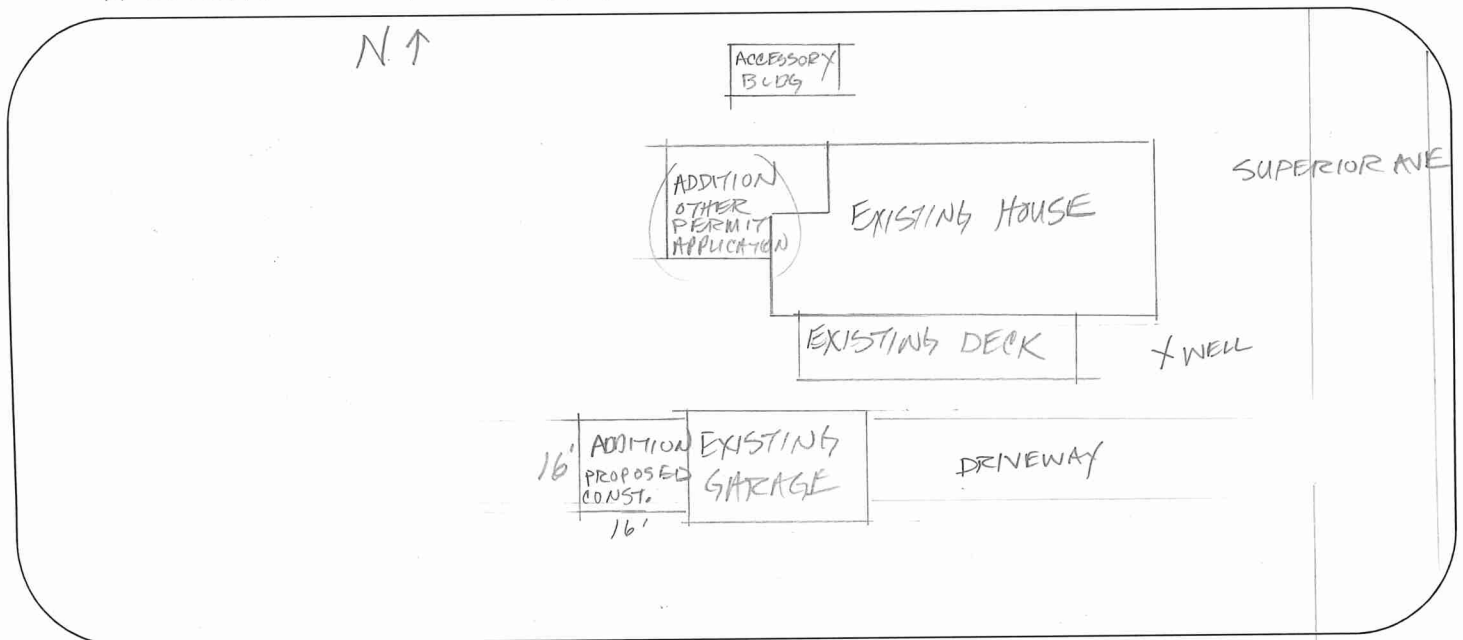 N ↑
ACCESSORY
BLDG
SUPERIOR AVE
(ADDITION
OTHER
PERMIT
APPLICATION)
EXISTING HOUSE
EXISTING DECK
X WELL
16'
ADDITION
PROPOSED
CONST.
16'
EXISTING
GARAGE
DRIVEWAY